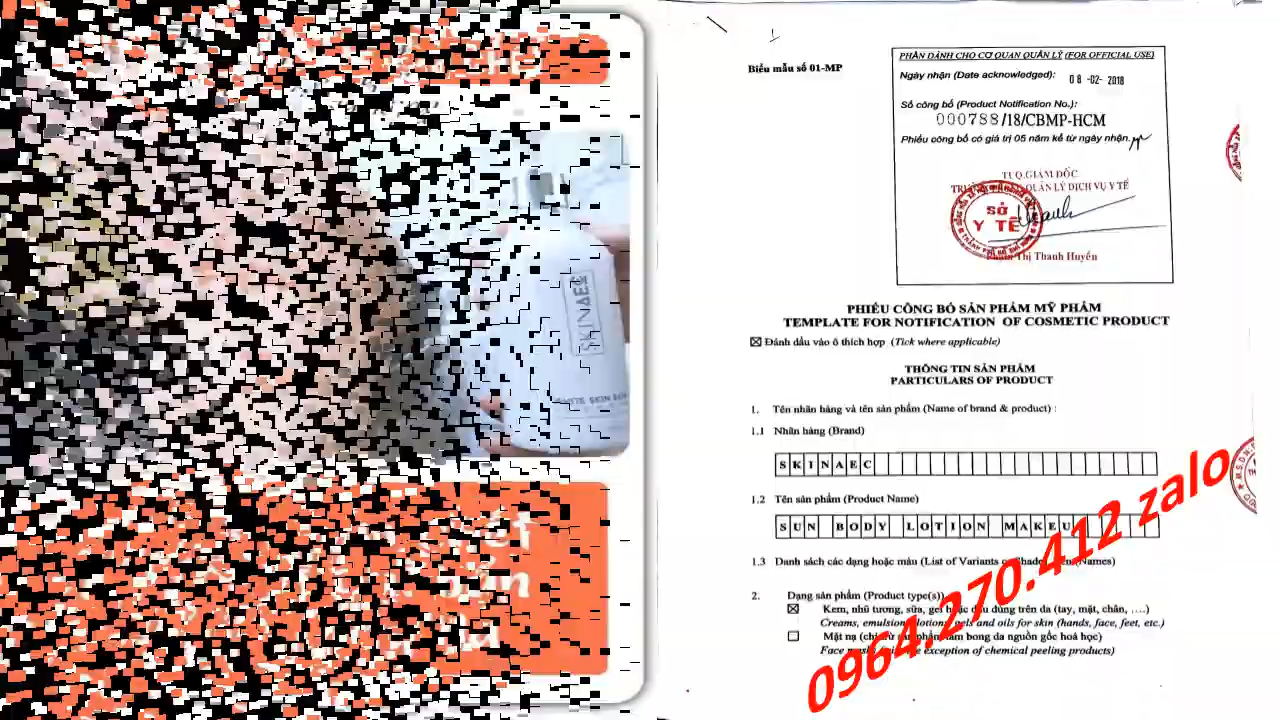 SKINAEC
WHITE SKIN
Biểu mẫu số 01-MP
PHẦN DÀNH CHO CƠ QUAN QUẢN LÝ (FOR OFFICIAL USE)
Ngày nhận (Date acknowledged): 08-02-2018
Số công bố (Product Notification No.):
000788/18/CBMP-HCM
Phiếu công bố có giá trị 05 năm kể từ ngày nhận.
TUQ.GIÁM ĐỐC
QUẢN LÝ DỊCH VỤ Y TẾ
SỞ
Y TẾ
Thị Thanh Huyền
PHIẾU CÔNG BỐ SẢN PHẨM MỸ PHẨM
TEMPLATE FOR NOTIFICATION OF COSMETIC PRODUCT
☒ Đánh dấu vào ô thích hợp (Tick where applicable)
THÔNG TIN SẢN PHẨM
PARTICULARS OF PRODUCT
1. Tên nhãn hàng và tên sản phẩm (Name of brand & product) :
1.1 Nhãn hàng (Brand)
SKINAEC
1.2 Tên sản phẩm (Product Name)
SUN BODY LOTION MAKEU
1.3 Danh sách các dạng hoặc màu (List of Variants Names)
2. Dạng sản phẩm (Product type(s))
☒ Kem, nhũ tương, sữa, gel hoặc dầu dùng trên da (tay, mặt, chân, ....)
Creams, emulsions, lotions, gels and oils for skin (hands, face, feet, etc.)
☐ Mặt nạ (chỉ trừ sản phẩm làm bong da nguồn gốc hoá học)
Face exception of chemical peeling products)
0964.270.412 zalo